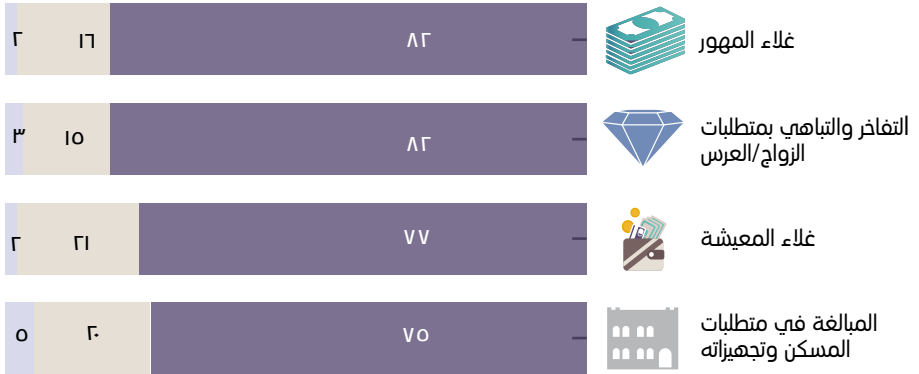 غلاء المهور
٨٢ ١٦ ٢
التفاخر والتباهي بمتطلبات
الزواج/العرس
٨٢ ١٥ ٣
غلاء المعيشة
٧٧ ٢١ ٢
المبالغة في متطلبات
المسكن وتجهيزاته
٧٥ ٢٠ ٥